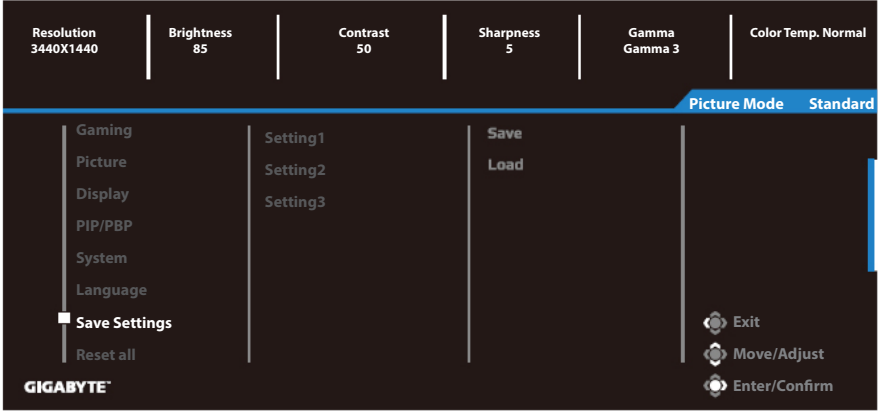 Resolution
3440X1440
Brightness
85
Contrast
50
Sharpness
5
Gamma
Gamma 3
Color Temp. Normal
Picture Mode Standard
Gaming
Picture
Display
PIP/PBP
System
Language
Save Settings
Reset all
Setting1
Setting2
Setting3
Save
Load
Exit
Move/Adjust
Enter/Confirm
GIGABYTE™